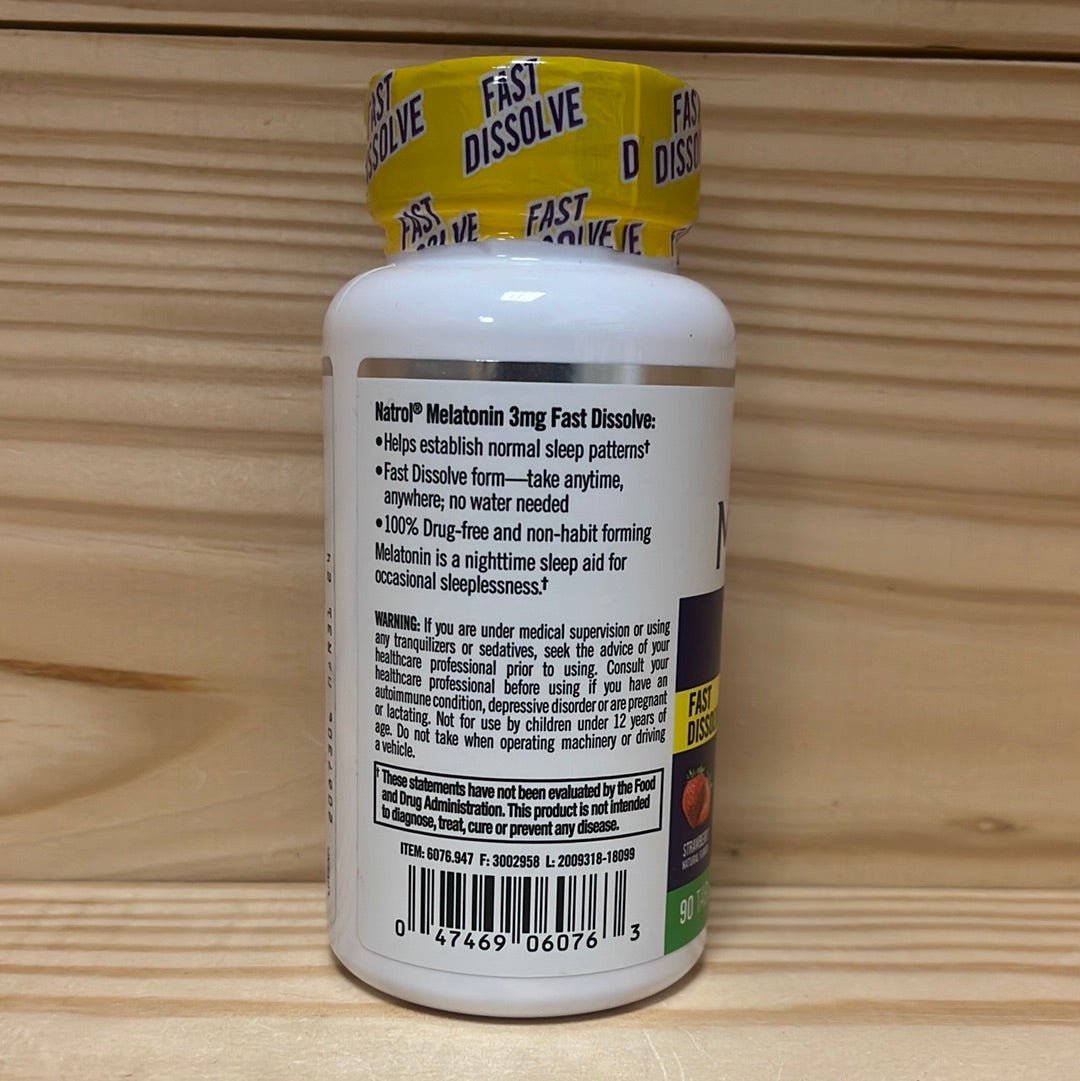 FAST
DISSOLVE
FAST
DISSOLVE
FAST
D
FAST
FAST
Natrol® Melatonin 3mg Fast Dissolve:
•Helps establish normal sleep patterns†
•Fast Dissolve form—take anytime,
anywhere; no water needed
•100% Drug-free and non-habit forming
Melatonin is a nighttime sleep aid for
occasional sleeplessness.†
WARNING: If you are under medical supervision or using
any tranquilizers or sedatives, seek the advice of your
healthcare professional prior to using. Consult your
healthcare professional before using if you have an
autoimmune condition, depressive disorder or are pregnant
or lactating. Not for use by children under 12 years of
age. Do not take when operating machinery or driving
a vehicle.
† These statements have not been evaluated by the Food
and Drug Administration. This product is not intended
to diagnose, treat, cure or prevent any disease.
ITEM: 6076.947 F: 3002958 L: 2009318-18099
0 47469 06076 3
FAST
90